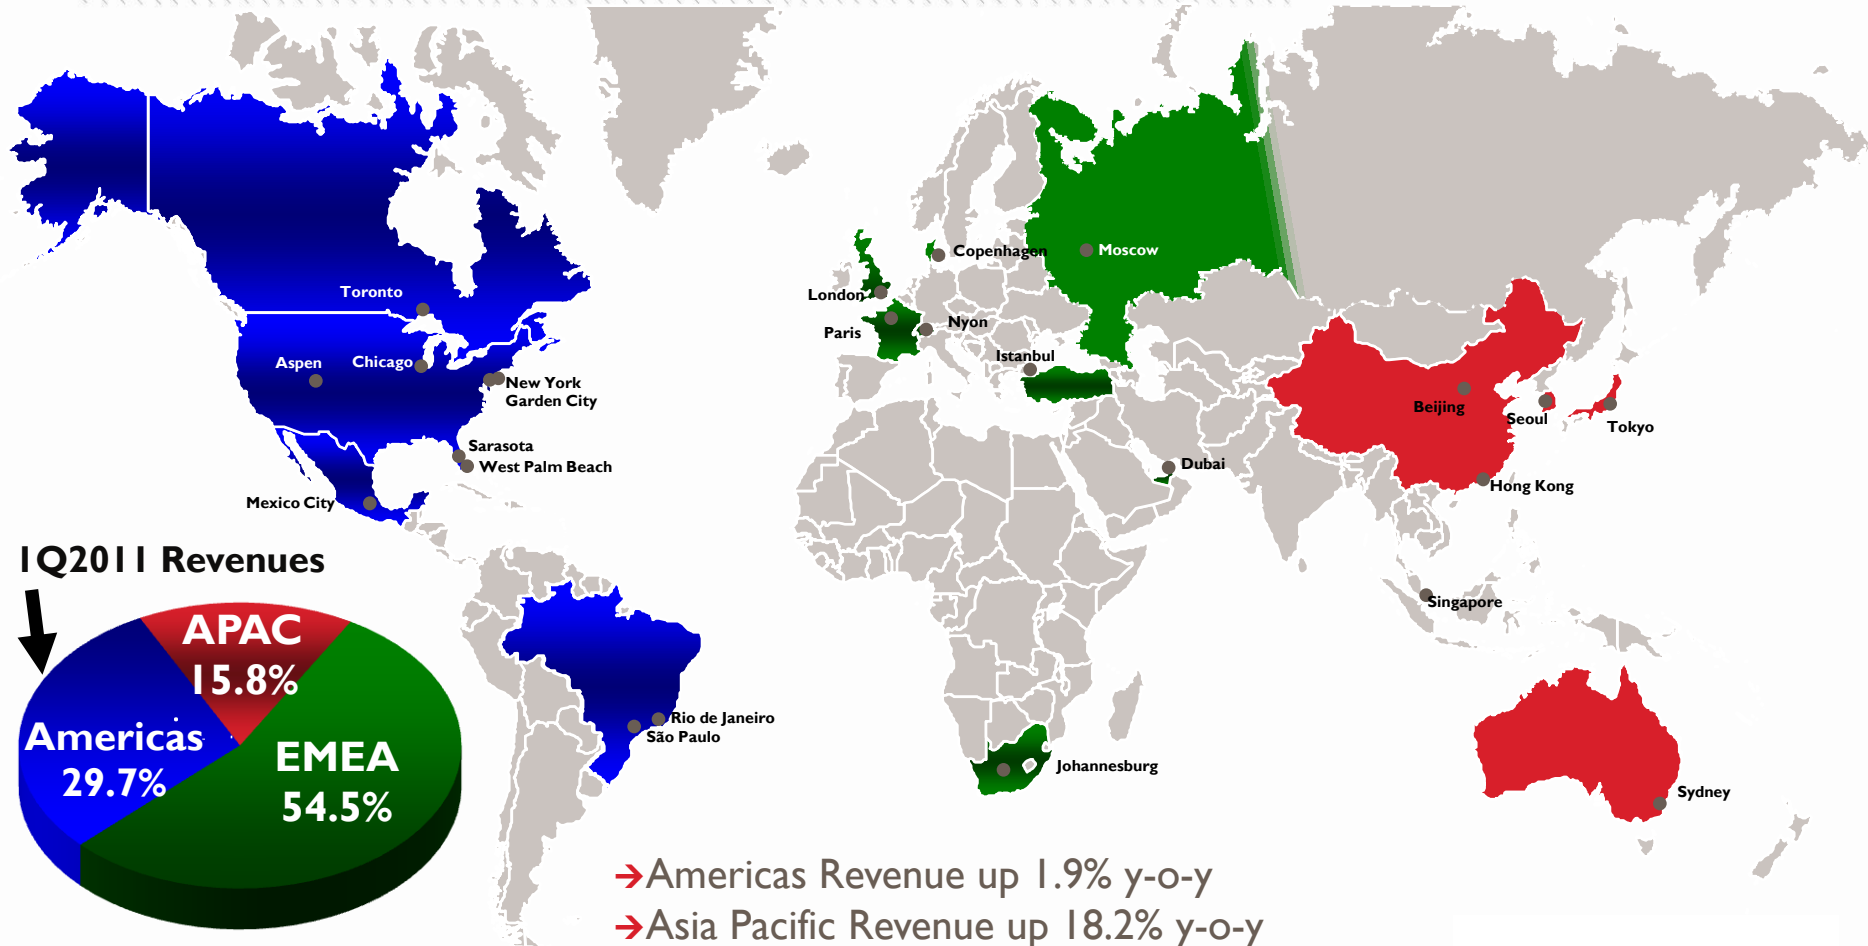 Toronto
Aspen
Chicago
New York
Garden City
Sarasota
West Palm Beach
Mexico City
Rio de Janeiro
São Paulo
Copenhagen
Moscow
London
Paris
Nyon
Istanbul
Dubai
Johannesburg
Beijing
Seoul
Tokyo
Hong Kong
Singapore
Sydney
1Q2011 Revenues
APAC
15.8%
Americas
29.7%
EMEA
54.5%
➔Americas Revenue up 1.9% y-o-y
➔Asia Pacific Revenue up 18.2% y-o-y